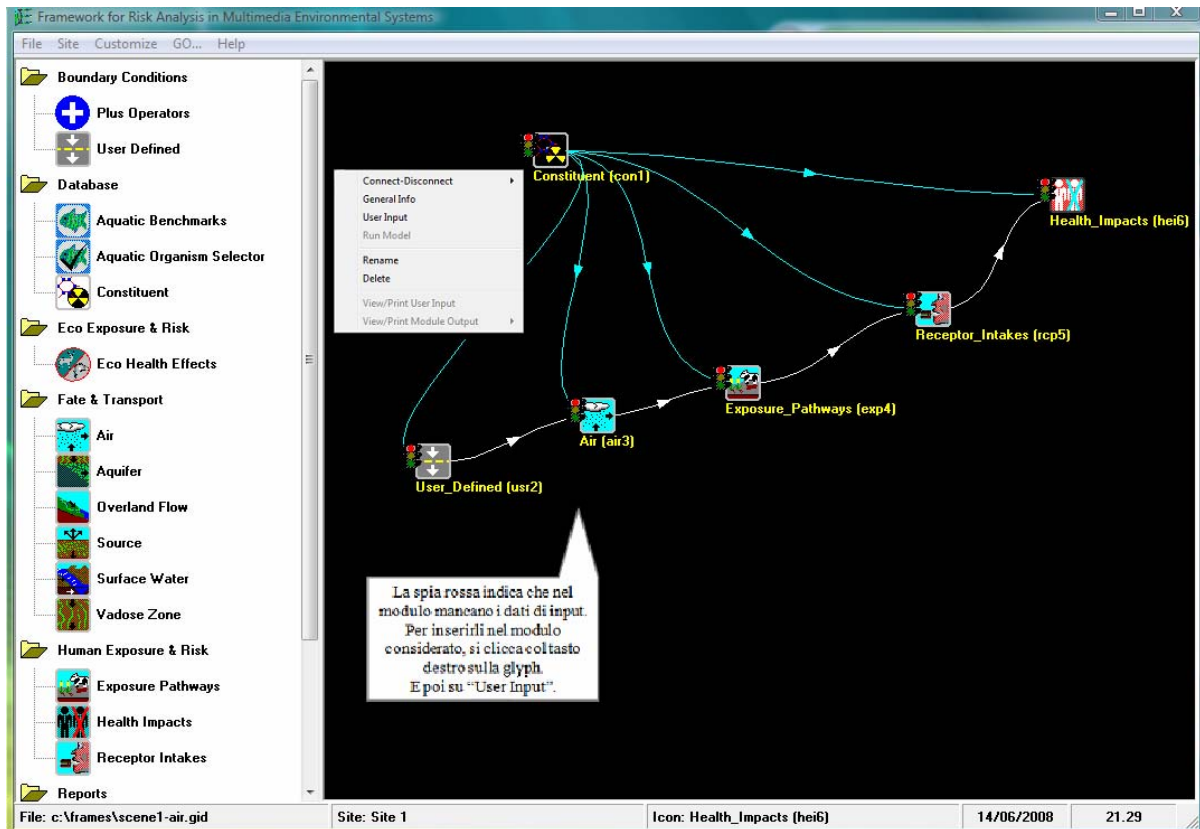 Framework for Risk Analysis in Multimedia Environmental Systems
File Site Customize GO... Help
Boundary Conditions
Plus Operators
User Defined
Database
Aquatic Benchmarks
Aquatic Organism Selector
Constituent
Eco Exposure & Risk
Eco Health Effects
Fate & Transport
Air
Aquifer
Overland Flow
Source
Surface Water
Vadose Zone
Human Exposure & Risk
Exposure Pathways
Health Impacts
Receptor Intakes
Reports
Constituent (con1)
Connect-Disconnect
General Info
User Input
Run Model
Rename
Delete
View/Print User Input
View/Print Module Output
Health_Impacts (hei6)
Receptor_Intakes (rcp5)
Exposure_Pathways (exp4)
Air (air3)
User_Defined (usr2)
La spia rossa indica che nel
modulo mancano i dati di input.
Per inserirli nel modulo
considerato, si clicca col tasto
destro sulla glyph.
E poi su “User Input”.
File: c:\frames\scene1-air.gid
Site: Site 1
Icon: Health_Impacts (hei6)
14/06/2008
21.29